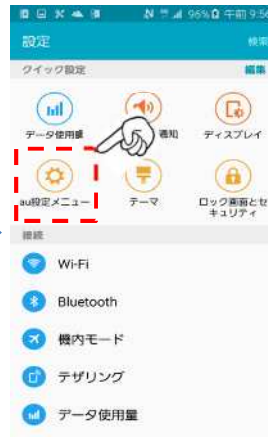 96% 午前 9:56
設定 検索
クイック設定 編集
データ使用量 通知 ディスプレイ
au設定メニュー テーマ ロック画面とセキュリティ
接続
Wi-Fi
Bluetooth
機内モード
テザリング
データ使用量